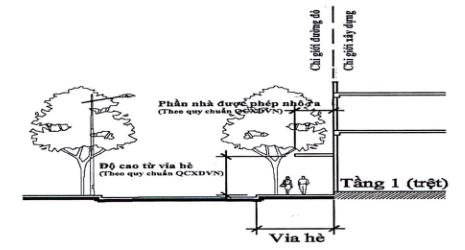 Chỉ giới đường đỏ
Chỉ giới xây dựng
Phần nhà được phép nhô ra
(Theo quy chuẩn QCXDVN)
Độ cao từ vỉa hè
(Theo quy chuẩn QCXDVN)
Tầng 1 (trệt)
Vỉa hè